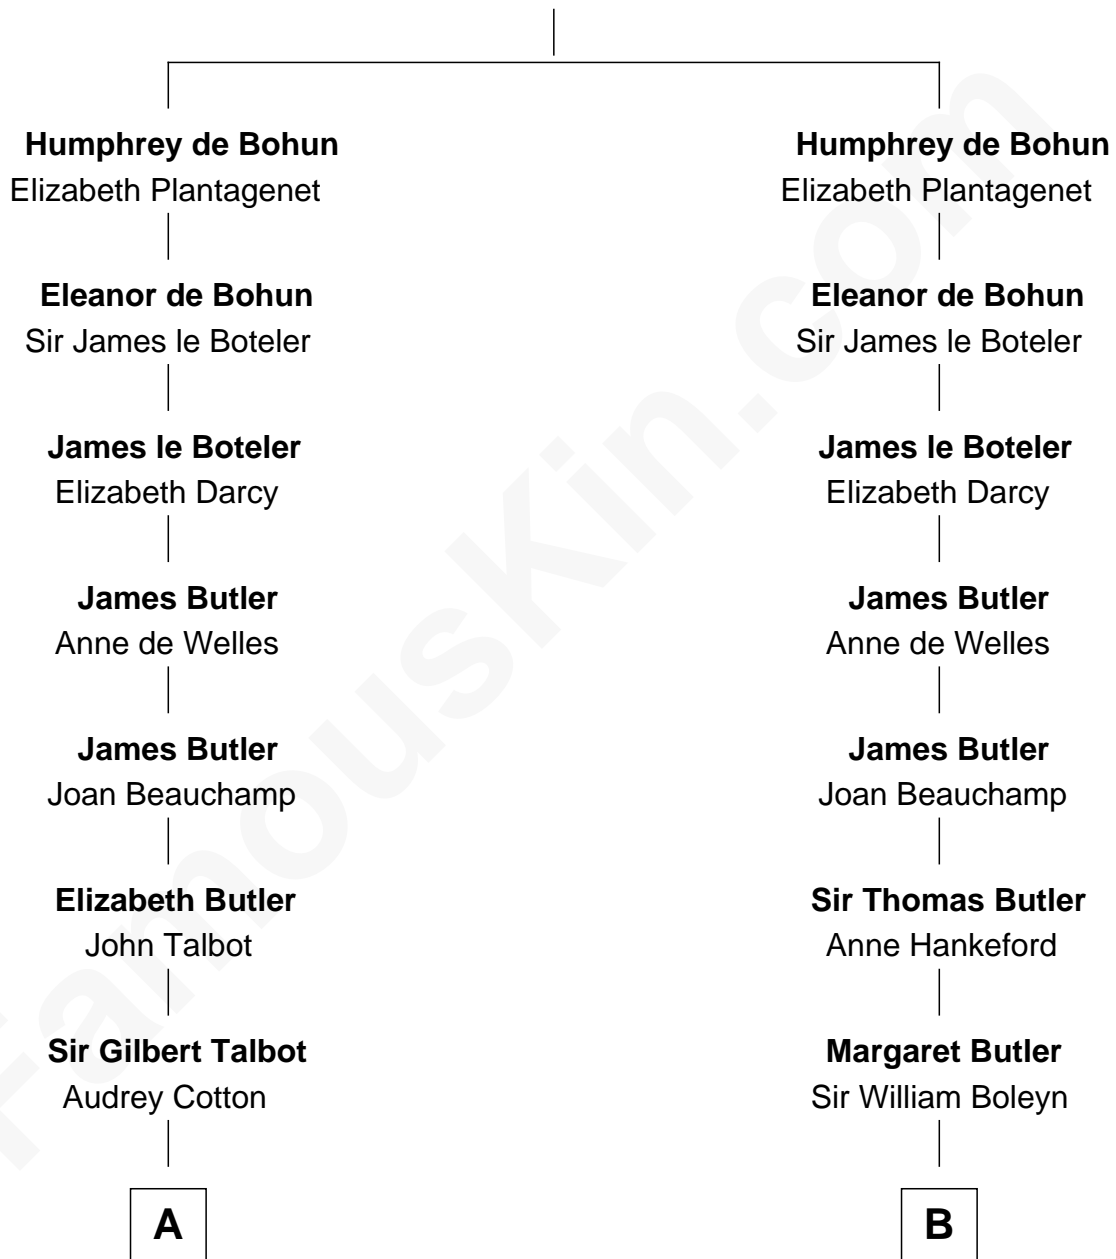 Humphrey de Bohun
Elizabeth Plantagenet
Eleanor de Bohun
Sir James le Boteler
James le Boteler
Elizabeth Darcy
James Butler
Anne de Welles
James Butler
Joan Beauchamp
Elizabeth Butler
John Talbot
Sir Gilbert Talbot
Audrey Cotton
A
Humphrey de Bohun
Elizabeth Plantagenet
Eleanor de Bohun
Sir James le Boteler
James le Boteler
Elizabeth Darcy
James Butler
Anne de Welles
James Butler
Joan Beauchamp
Sir Thomas Butler
Anne Hankeford
Margaret Butler
Sir William Boleyn
B
FamousKin.com